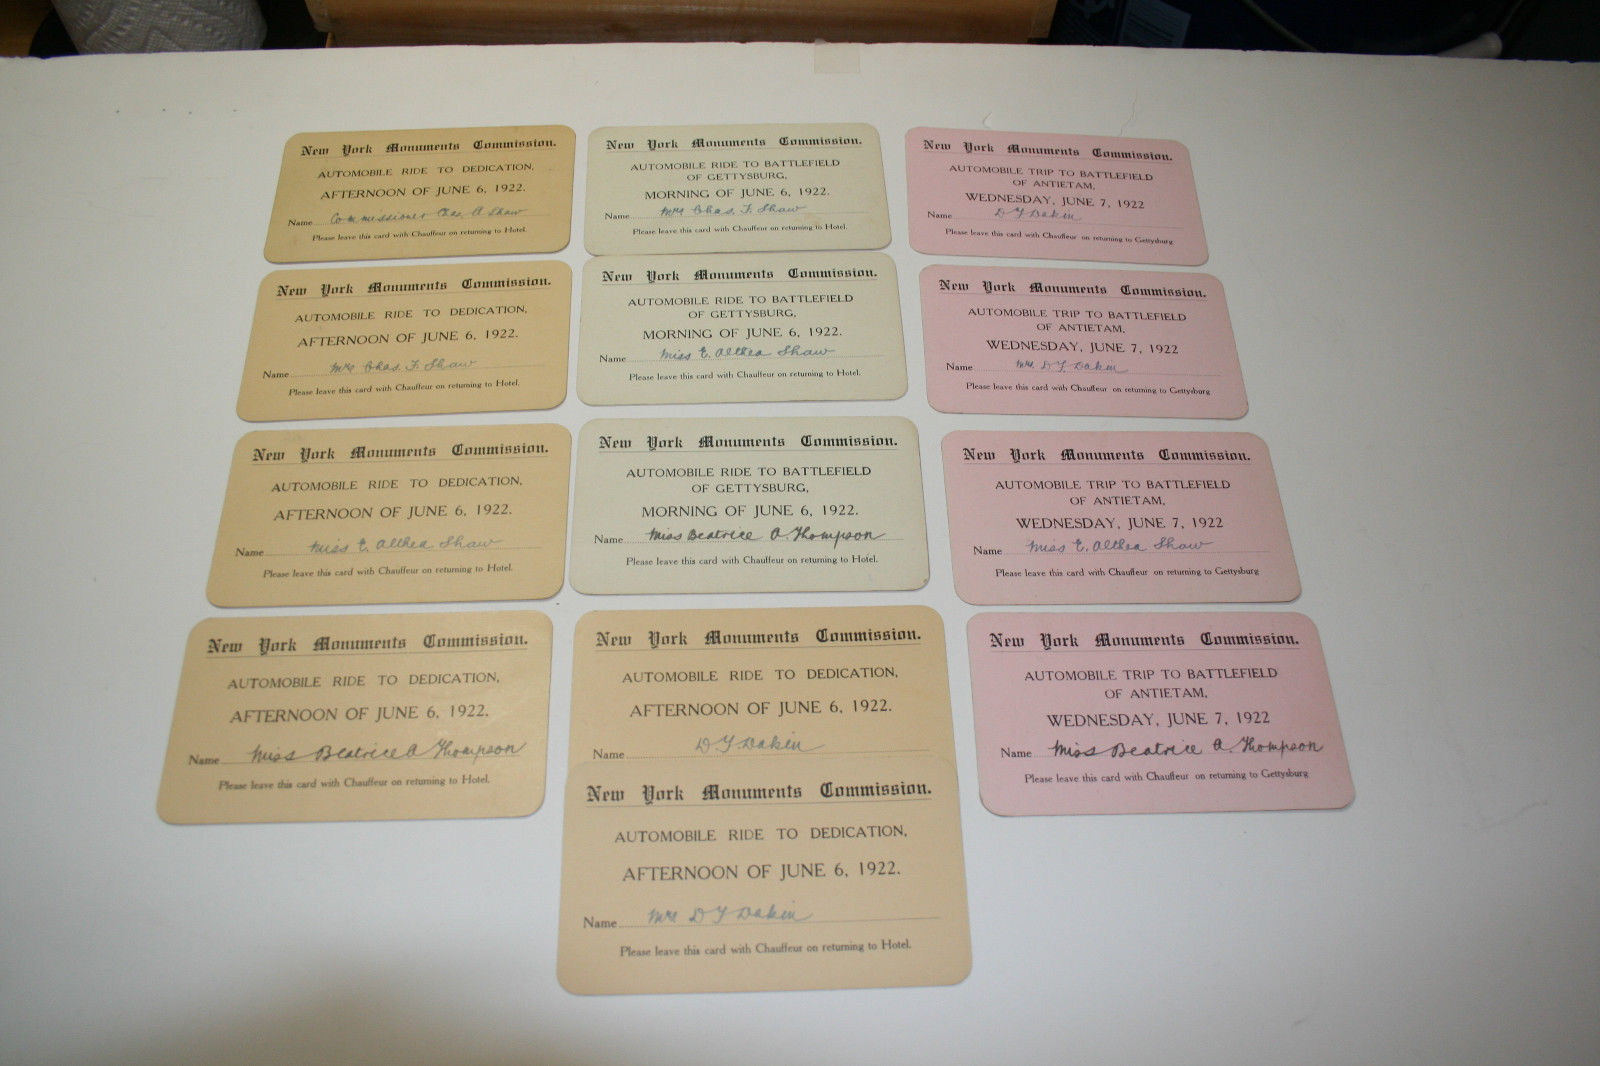 New York Monuments Commission.
AUTOMOBILE RIDE TO DEDICATION,
AFTERNOON OF JUNE 6, 1922.
Name Commissioner Chas. A Shaw
Please leave this card with Chauffeur on returning to Hotel.
New York Monuments Commission.
AUTOMOBILE RIDE TO BATTLEFIELD
OF GETTYSBURG,
MORNING OF JUNE 6, 1922.
Name Mrs Chas. F. Shaw
Please leave this card with Chauffeur on returning to Hotel.
New York Monuments Commission.
AUTOMOBILE TRIP TO BATTLEFIELD
OF ANTIETAM,
WEDNESDAY, JUNE 7, 1922
Name D Y Dakin
Please leave this card with Chauffeur on returning to Gettysburg
New York Monuments Commission.
AUTOMOBILE RIDE TO DEDICATION,
AFTERNOON OF JUNE 6, 1922.
Name Mrs Chas. F. Shaw
Please leave this card with Chauffeur on returning to Hotel.
New York Monuments Commission.
AUTOMOBILE RIDE TO BATTLEFIELD
OF GETTYSBURG,
MORNING OF JUNE 6, 1922.
Name Miss E. Althea Shaw
Please leave this card with Chauffeur on returning to Hotel.
New York Monuments Commission.
AUTOMOBILE TRIP TO BATTLEFIELD
OF ANTIETAM,
WEDNESDAY, JUNE 7, 1922
Name Mrs. D Y. Dakin
Please leave this card with Chauffeur on returning to Gettysburg
New York Monuments Commission.
AUTOMOBILE RIDE TO DEDICATION,
AFTERNOON OF JUNE 6, 1922.
Name Miss E. Althea Shaw
Please leave this card with Chauffeur on returning to Hotel.
New York Monuments Commission.
AUTOMOBILE RIDE TO BATTLEFIELD
OF GETTYSBURG,
MORNING OF JUNE 6, 1922.
Name Miss Beatrice A. Thompson
Please leave this card with Chauffeur on returning to Hotel.
New York Monuments Commission.
AUTOMOBILE TRIP TO BATTLEFIELD
OF ANTIETAM,
WEDNESDAY, JUNE 7, 1922
Name Miss E. Althea Shaw
Please leave this card with Chauffeur on returning to Gettysburg
New York Monuments Commission.
AUTOMOBILE RIDE TO DEDICATION,
AFTERNOON OF JUNE 6, 1922.
Name Miss Beatrice A Thompson
Please leave this card with Chauffeur on returning to Hotel.
New York Monuments Commission.
AUTOMOBILE RIDE TO DEDICATION,
AFTERNOON OF JUNE 6, 1922.
Name D Y Dakin
New York Monuments Commission.
AUTOMOBILE TRIP TO BATTLEFIELD
OF ANTIETAM,
WEDNESDAY, JUNE 7, 1922
Name Miss Beatrice A. Thompson
Please leave this card with Chauffeur on returning to Gettysburg
New York Monuments Commission.
AUTOMOBILE RIDE TO DEDICATION,
AFTERNOON OF JUNE 6, 1922.
Name Mrs D Y Dakin
Please leave this card with Chauffeur on returning to Hotel.